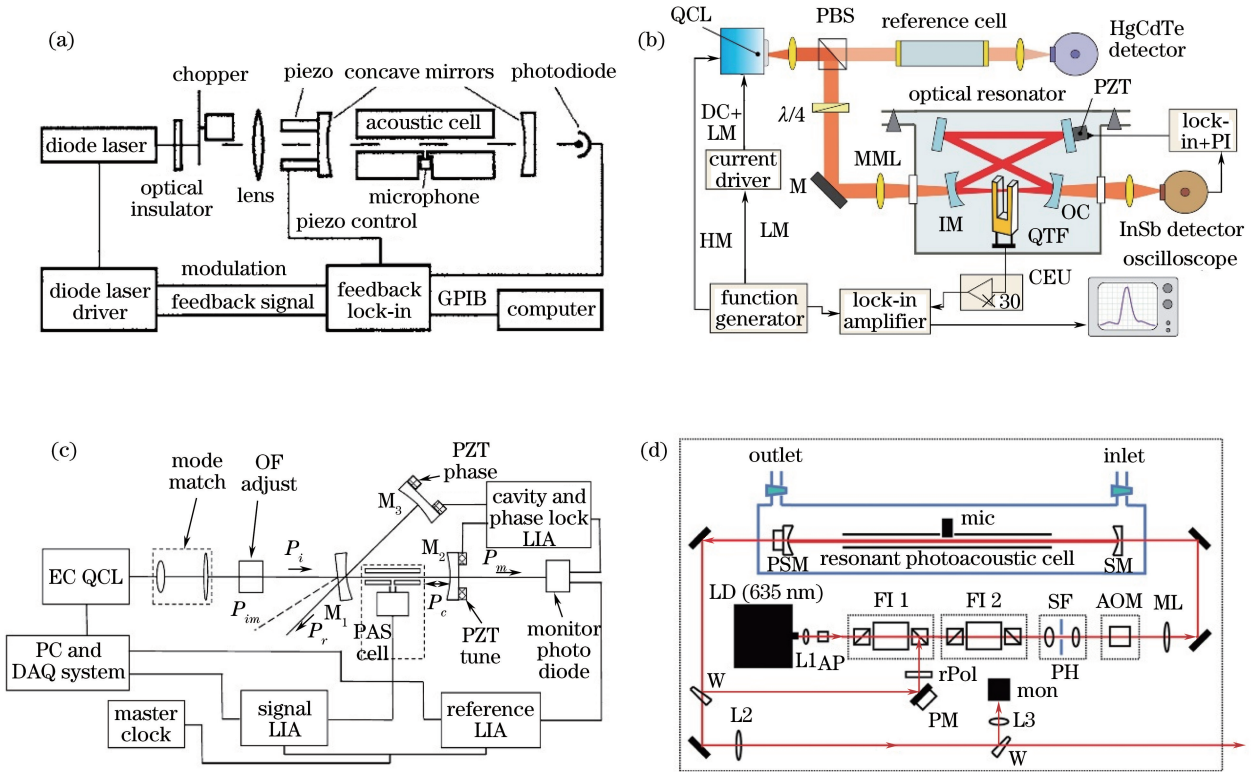 (a)
chopper
piezo
concave mirrors
photodiode
diode laser
acoustic cell
optical
insulator
lens
microphone
piezo control
modulation
diode laser
driver
feedback signal
feedback
lock-in
GPIB
computer
(b)
QCL
PBS
reference cell
HgCdTe
detector
DC+
LM
λ/4
optical resonator
PZT
lock-
in+PI
current
driver
MML
M
IM
OC
QTF
InSb detector
HM
LM
CEU
oscilloscope
×30
function
generator
lock-in
amplifier
(c)
mode
match
OF
adjust
PZT
phase
M3
cavity and
phase lock
LIA
EC QCL
Pi
M2
Pm
Pim
M1
Pr
Pc
PAS
cell
PZT
tune
monitor
photo
diode
PC and
DAQ system
master
clock
signal
LIA
reference
LIA
(d)
outlet
inlet
mic
PSM
resonant photoacoustic cell
SM
LD (635 nm)
FI 1
FI 2
SF
AOM
ML
L1
AP
PH
rPol
W
PM
mon
L2
L3
W